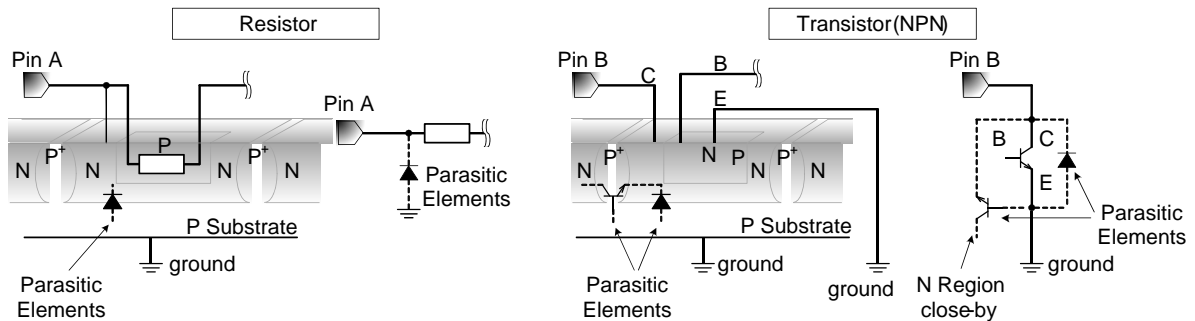 Resistor
Transistor(NPN)
Pin A
Pin A
Pin B
Pin B
C
B
E
B
C
E
N
P+
N
P
P+
N
Parasitic
Elements
N
P+
N
P
P+
N
N
Parasitic
Elements
P Substrate
ground
Parasitic
Elements
P Substrate
ground
Parasitic
Elements
ground
ground
N Region
close-by